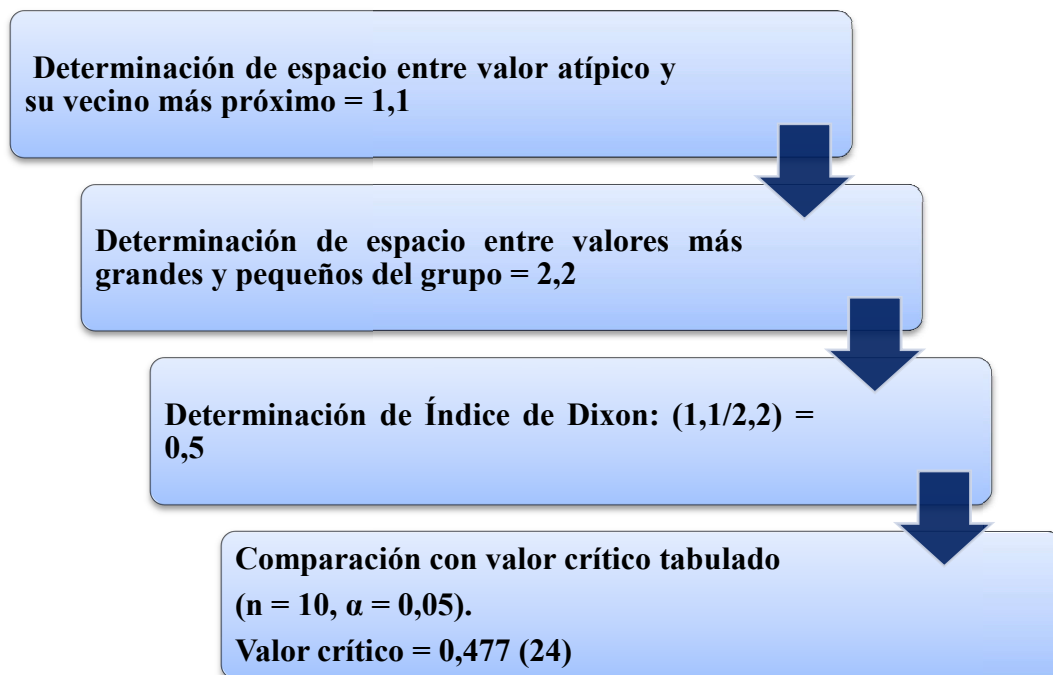 Determinación de espacio entre valor atípico y
su vecino más próximo = 1,1
Determinación de espacio entre valores más
grandes y pequeños del grupo = 2,2
Determinación de Índice de Dixon: (1,1/2,2) =
0,5
Comparación con valor crítico tabulado
(n = 10, α = 0,05).
Valor crítico = 0,477 (24)